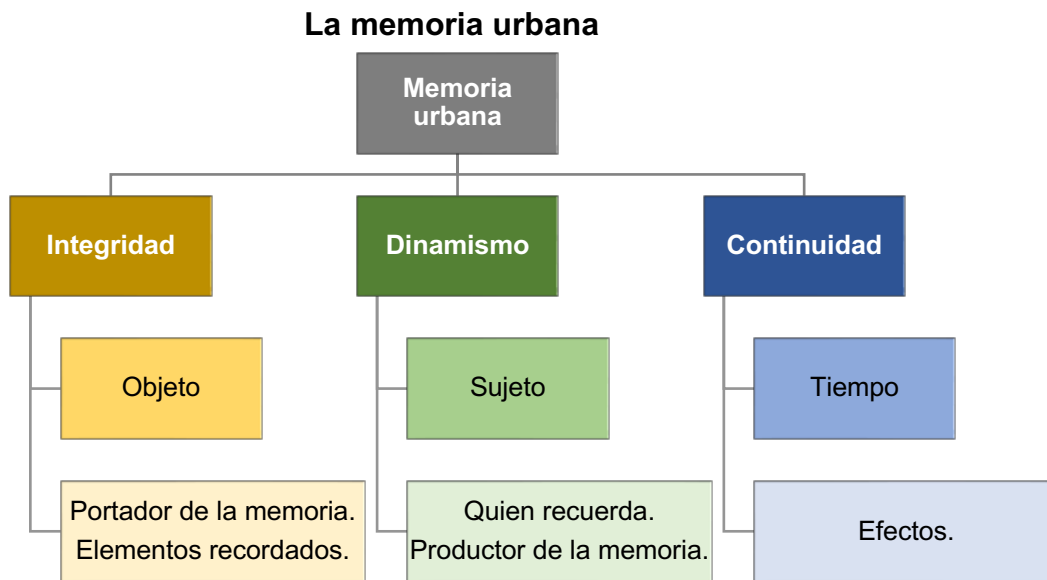 La memoria urbana
Memoria
urbana
Integridad
Dinamismo
Continuidad
Objeto
Sujeto
Tiempo
Portador de la memoria.
Elementos recordados.
Quien recuerda.
Productor de la memoria.
Efectos.